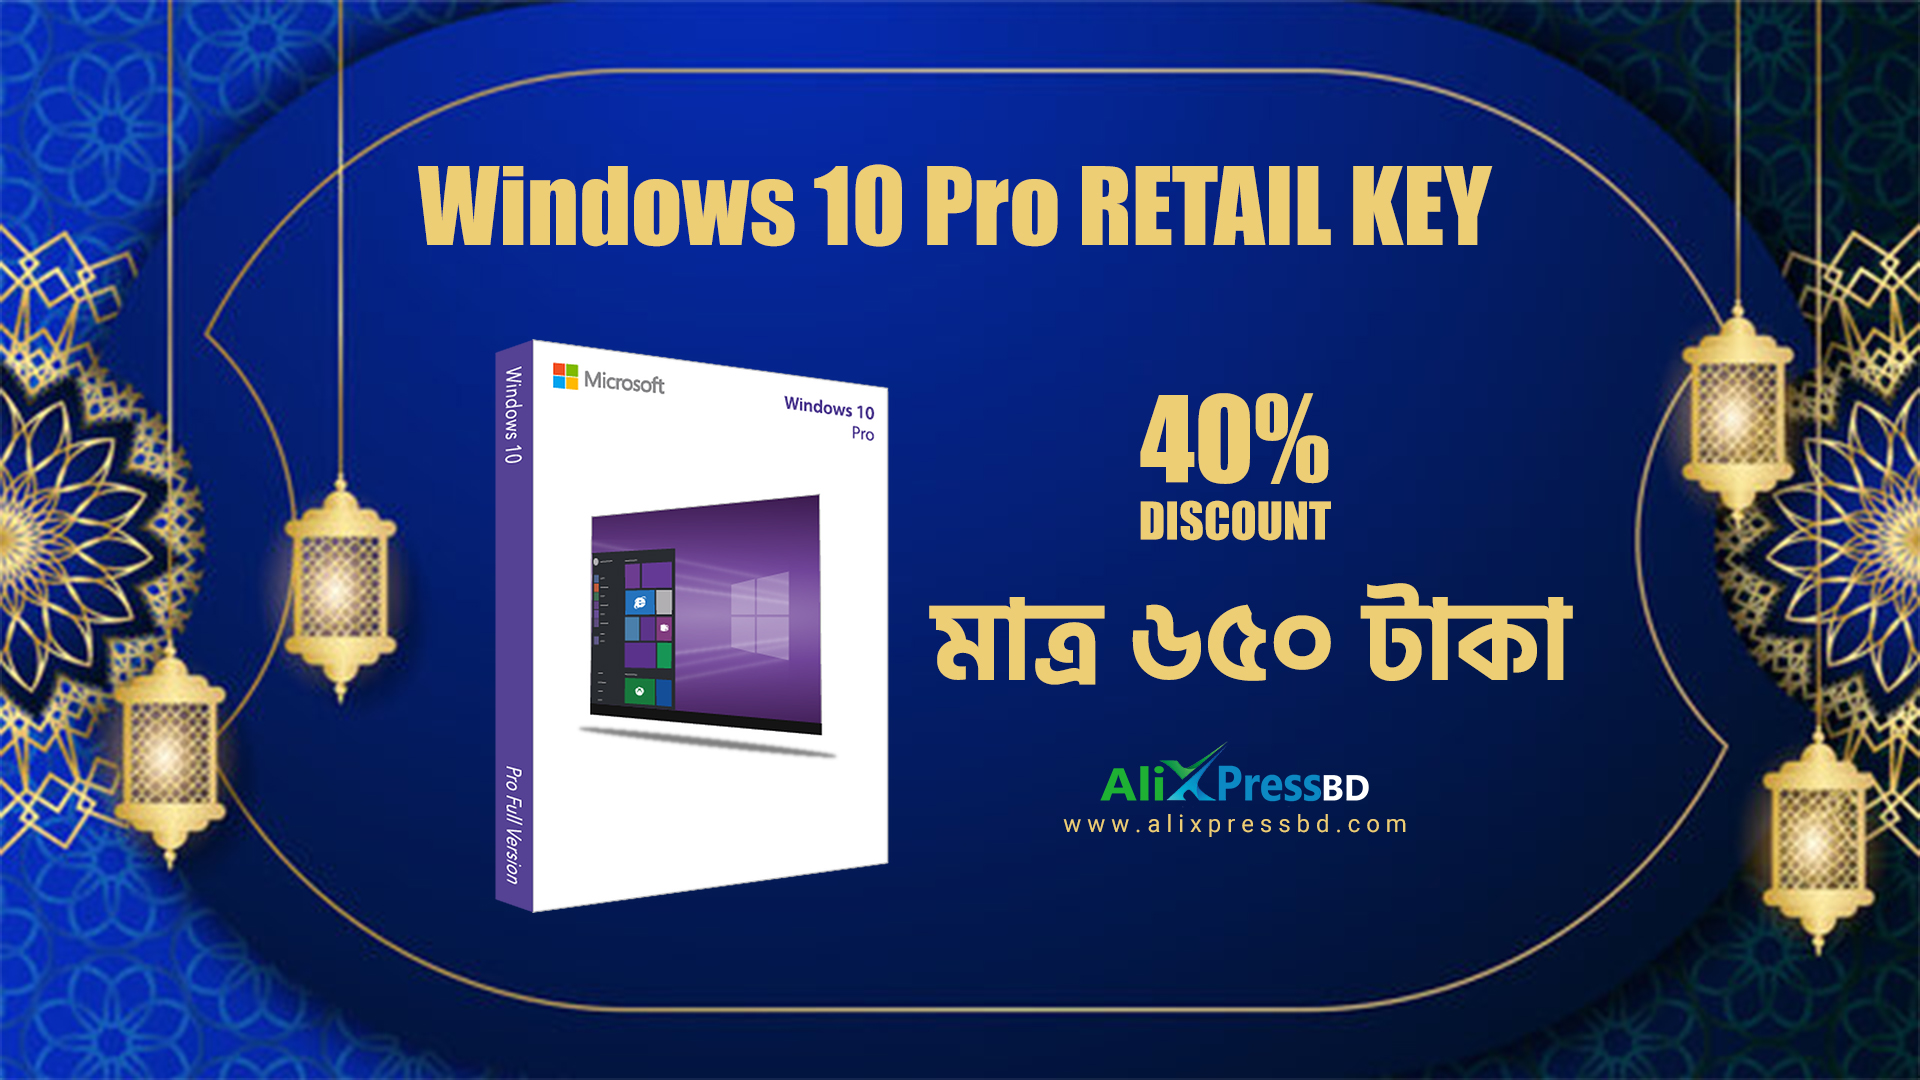 Windows 10 Pro RETAIL KEY
Windows 10
Microsoft
Windows 10
Pro
Pro Full Version
40%
DISCOUNT
মাত্র ৬৫০ টাকা
AliXPressBD
www.alixpressbd.com